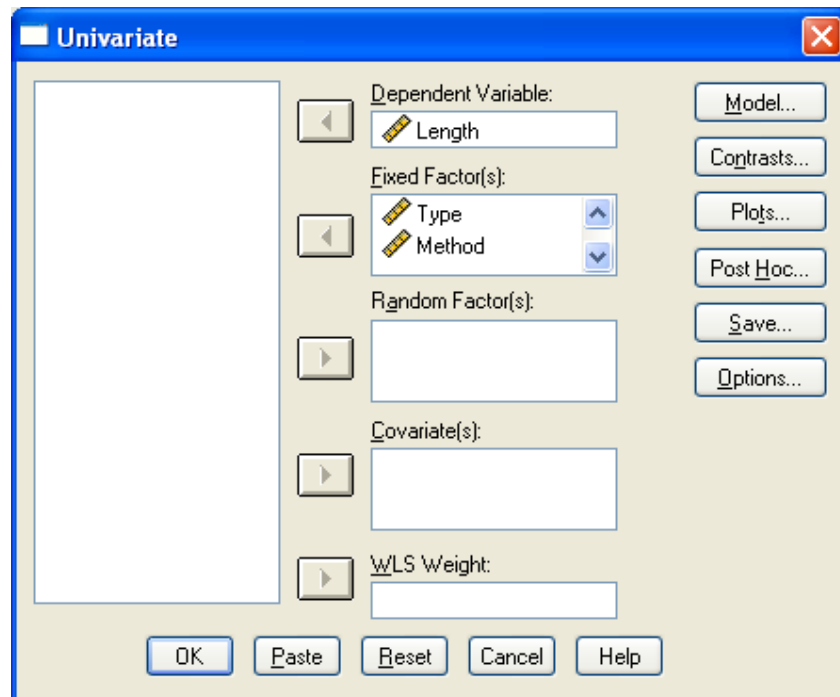 Univariate
Dependent Variable:
Length
Fixed Factor(s):
Type
Method
Random Factor(s):
Covariate(s):
WLS Weight:
Model...
Contrasts...
Plots...
Post Hoc...
Save...
Options...
OK Paste Reset Cancel Help